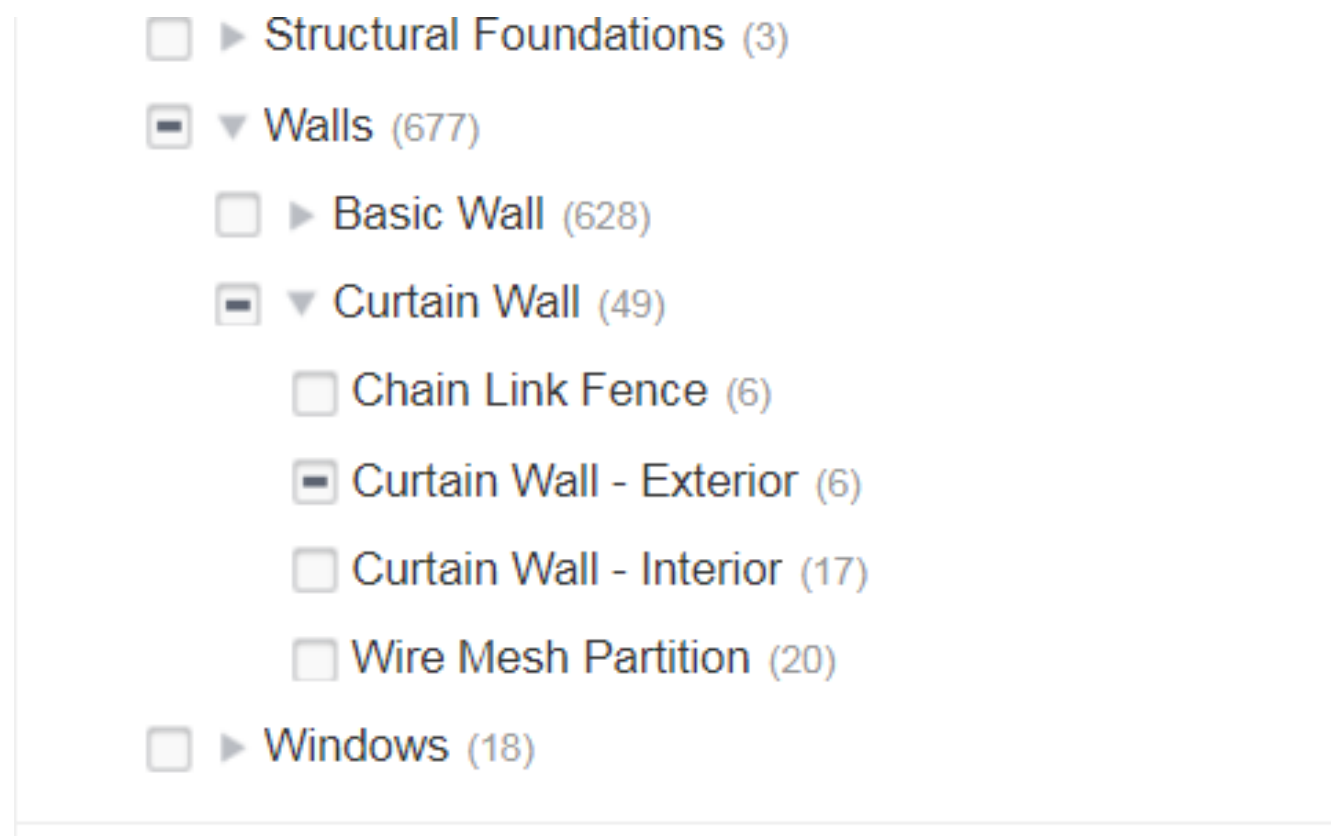 Structural Foundations (3)
Walls (677)
Basic Wall (628)
Curtain Wall (49)
Chain Link Fence (6)
Curtain Wall - Exterior (6)
Curtain Wall - Interior (17)
Wire Mesh Partition (20)
Windows (18)